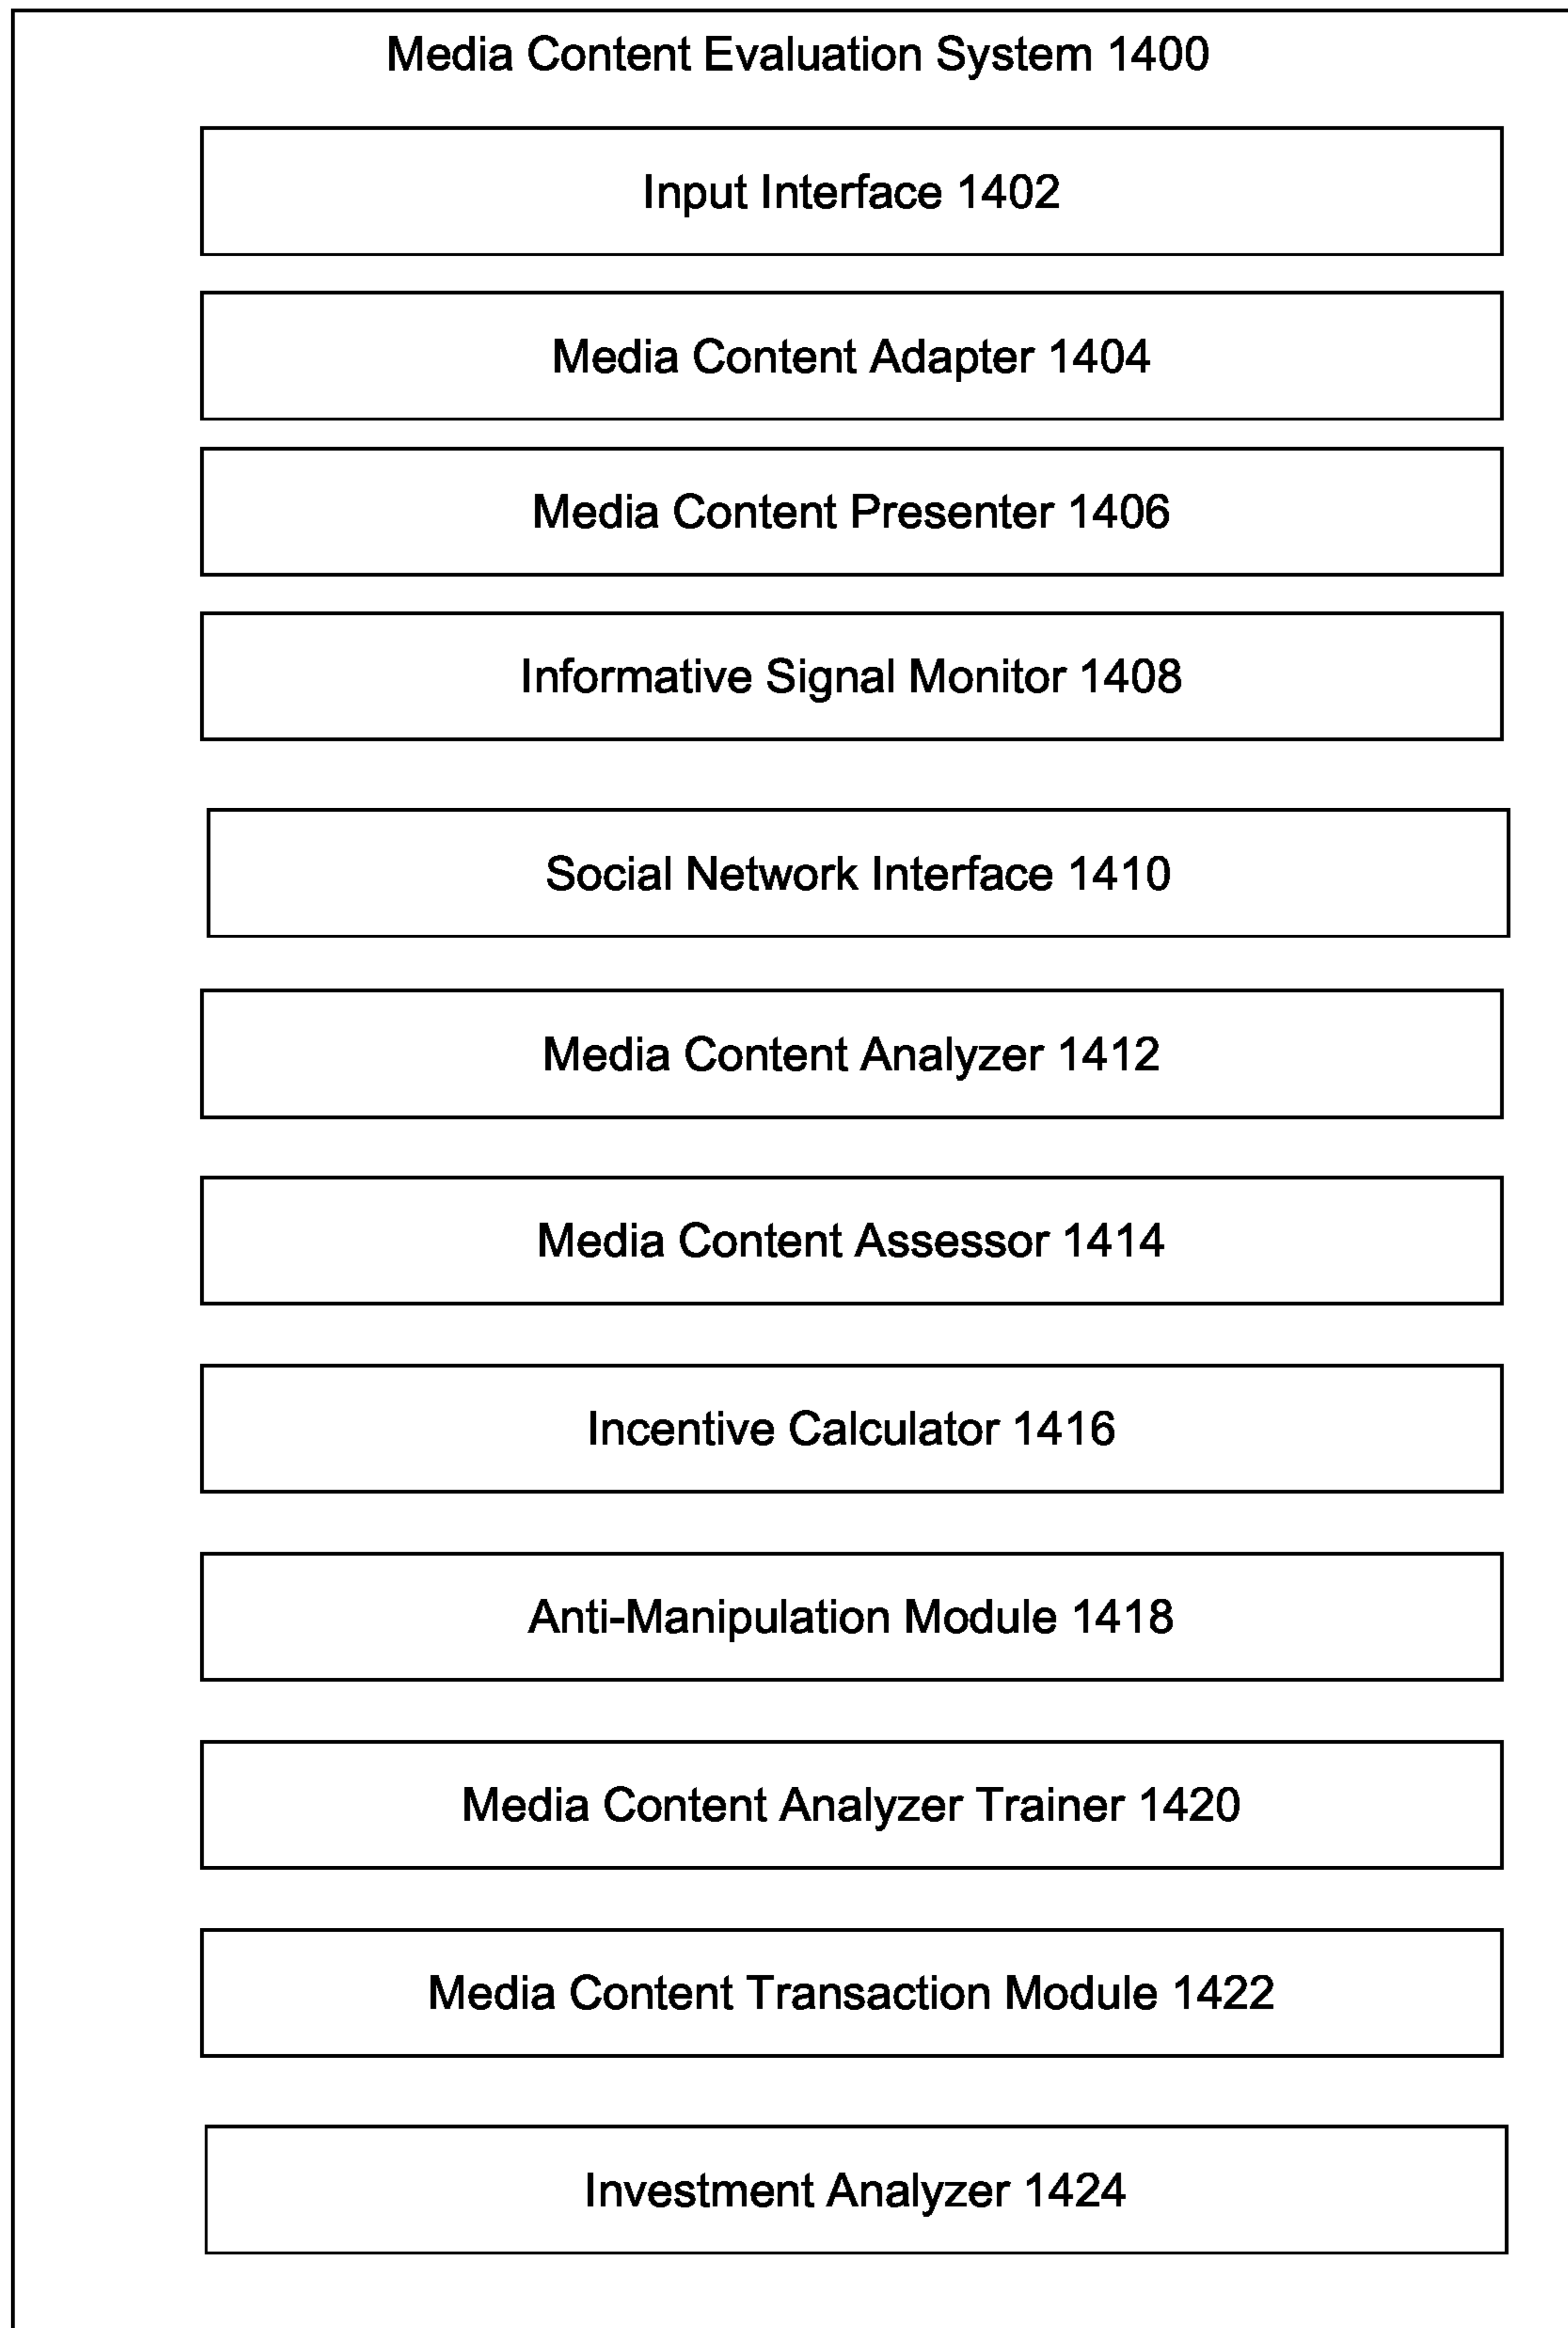 Media Content Evaluation System 1400
Input Interface 1402
Media Content Adapter 1404
Media Content Presenter 1406
Informative Signal Monitor 1408
Social Network Interface 1410
Media Content Analyzer 1412
Media Content Assessor 1414
Incentive Calculator 1416
Anti-Manipulation Module 1418
Media Content Analyzer Trainer 1420
Media Content Transaction Module 1422
Investment Analyzer 1424